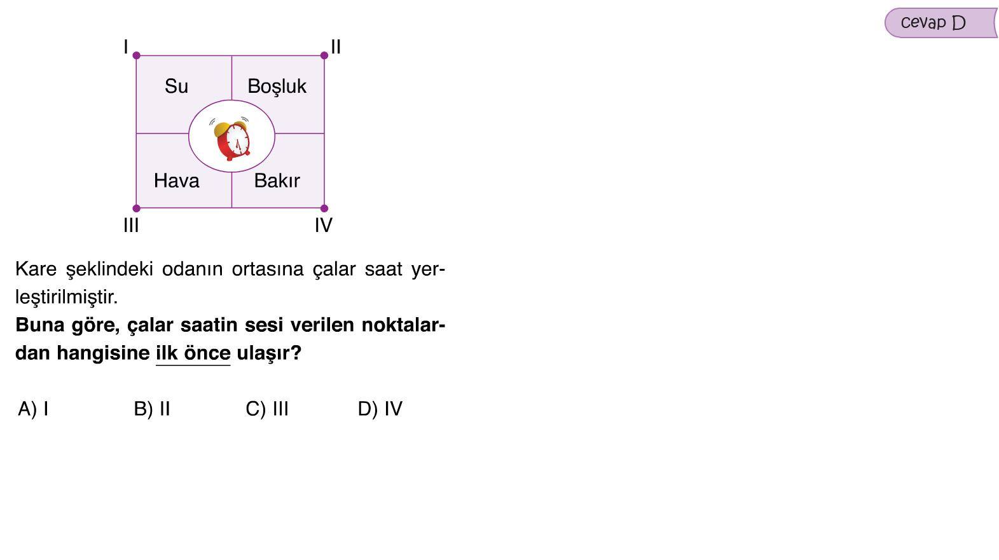 cevap D
I
II
Su
Boşluk
Hava
Bakır
III
IV
Kare şeklindeki odanın ortasına çalar saat yer-
leştirilmiştir.
Buna göre, çalar saatin sesi verilen noktalar-
dan hangisine ilk önce ulaşır?
A) I B) II C) III D) IV